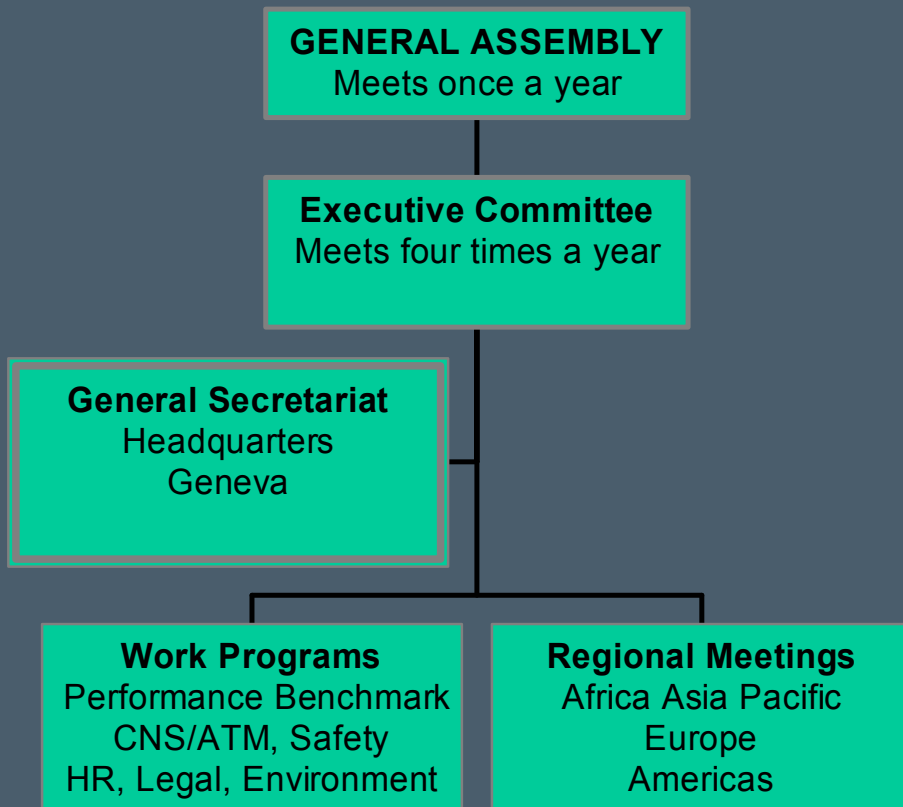 GENERAL ASSEMBLY
Meets once a year
Executive Committee
Meets four times a year
General Secretariat
Headquarters
Geneva
Work Programs
Performance Benchmark
CNS/ATM, Safety
HR, Legal, Environment
Regional Meetings
Africa Asia Pacific
Europe
Americas